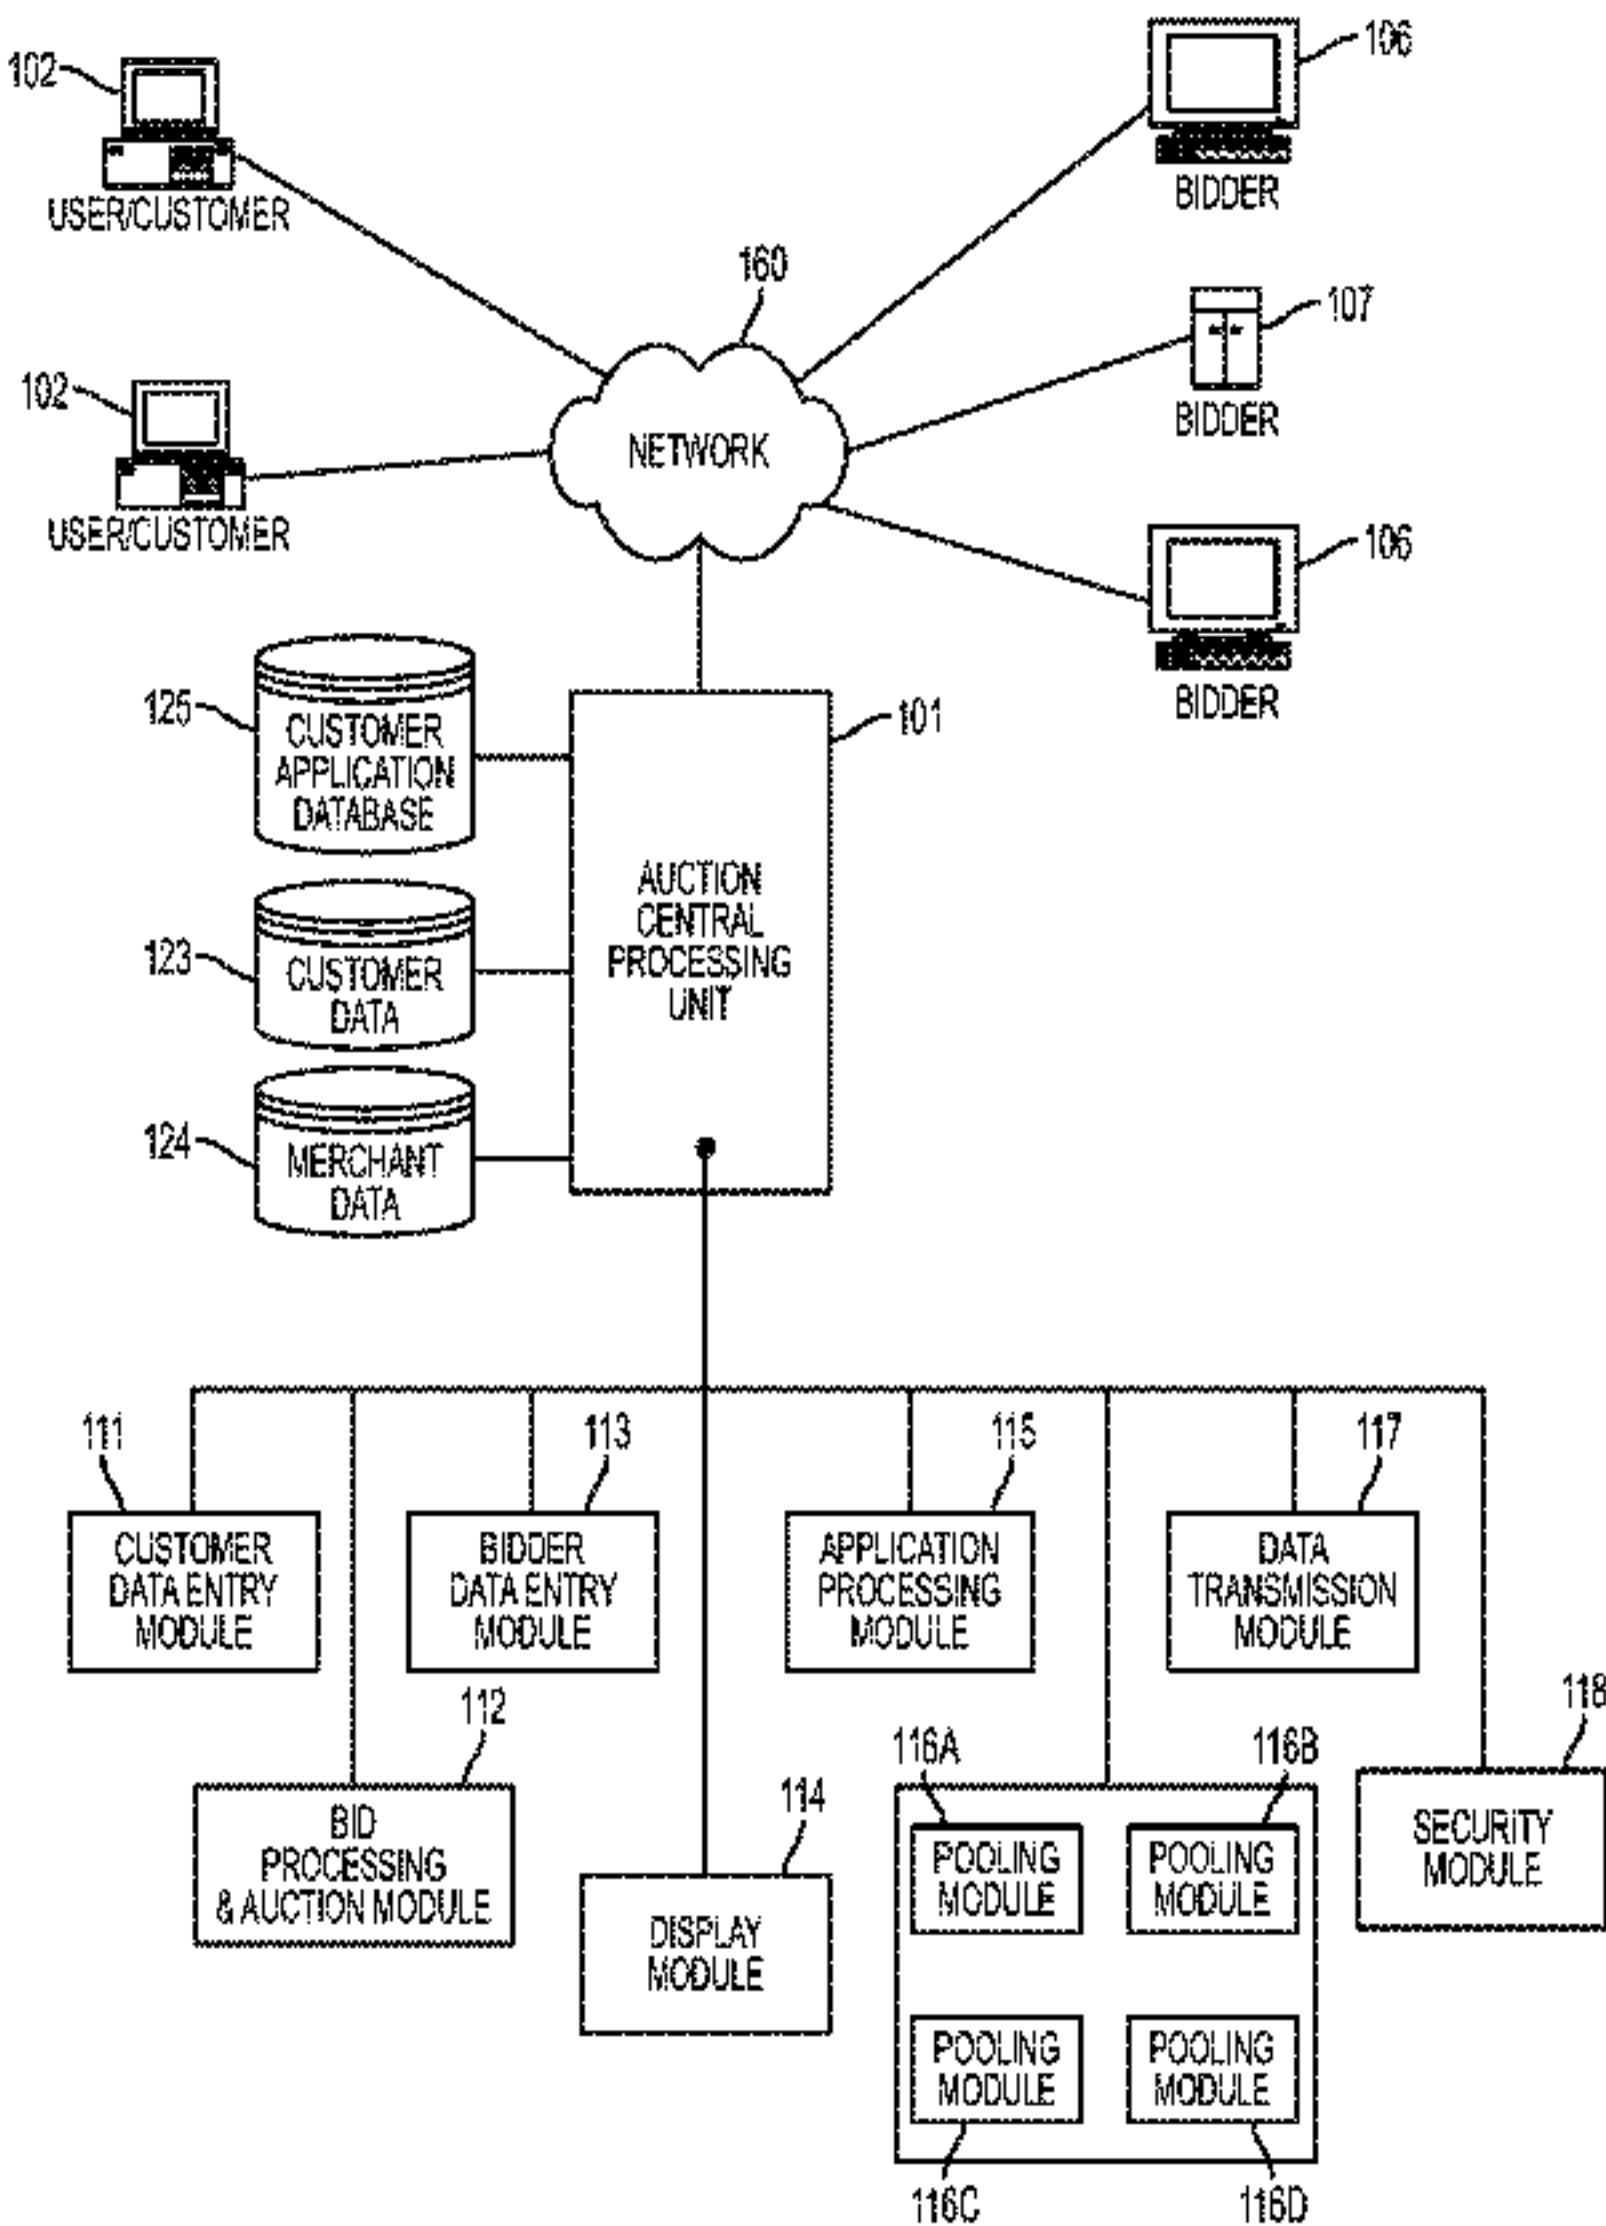 102
USER/CUSTOMER
106
BIDDER
160
107
BIDDER
102
USER/CUSTOMER
NETWORK
106
BIDDER
125
CUSTOMER
APPLICATION
DATABASE
101
AUCTION
CENTRAL
PROCESSING
UNIT
123
CUSTOMER
DATA
124
MERCHANT
DATA
111
CUSTOMER
DATA ENTRY
MODULE
113
BIDDER
DATA ENTRY
MODULE
115
APPLICATION
PROCESSING
MODULE
117
DATA
TRANSMISSION
MODULE
112
BID
PROCESSING
& AUCTION MODULE
114
DISPLAY
MODULE
116A
POOLING
MODULE
116B
POOLING
MODULE
118
SECURITY
MODULE
POOLING
MODULE
116C
POOLING
MODULE
116D